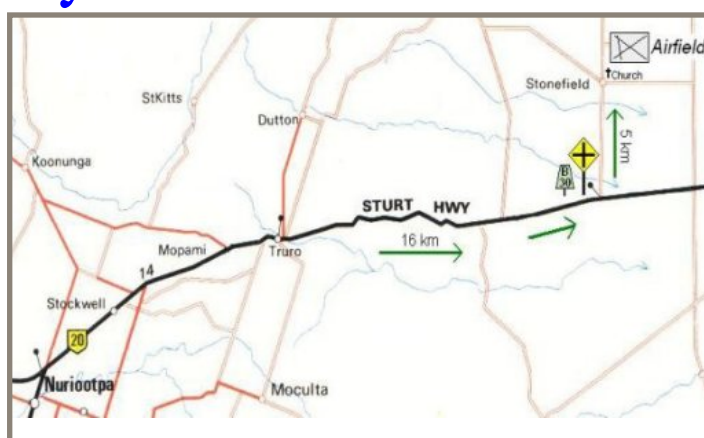 Airfield
Church
Stonefield
StKitts
Dutton
5 km
Koonunga
B
30
STURT HWY
16 km
Mopami
Truro
14
Stockwell
20
Nuriootpa
Moculta